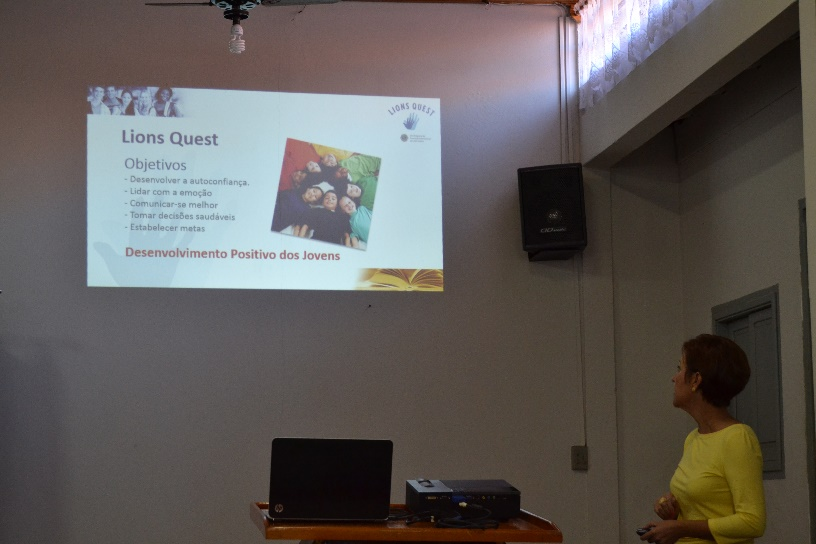 LIONS QUEST
Lions Quest
Objetivos
- Desenvolver a autoconfiança.
- Lidar com a emoção
- Comunicar-se melhor
- Tomar decisões saudáveis
- Estabelecer metas
Desenvolvimento Positivo dos Jovens
hp